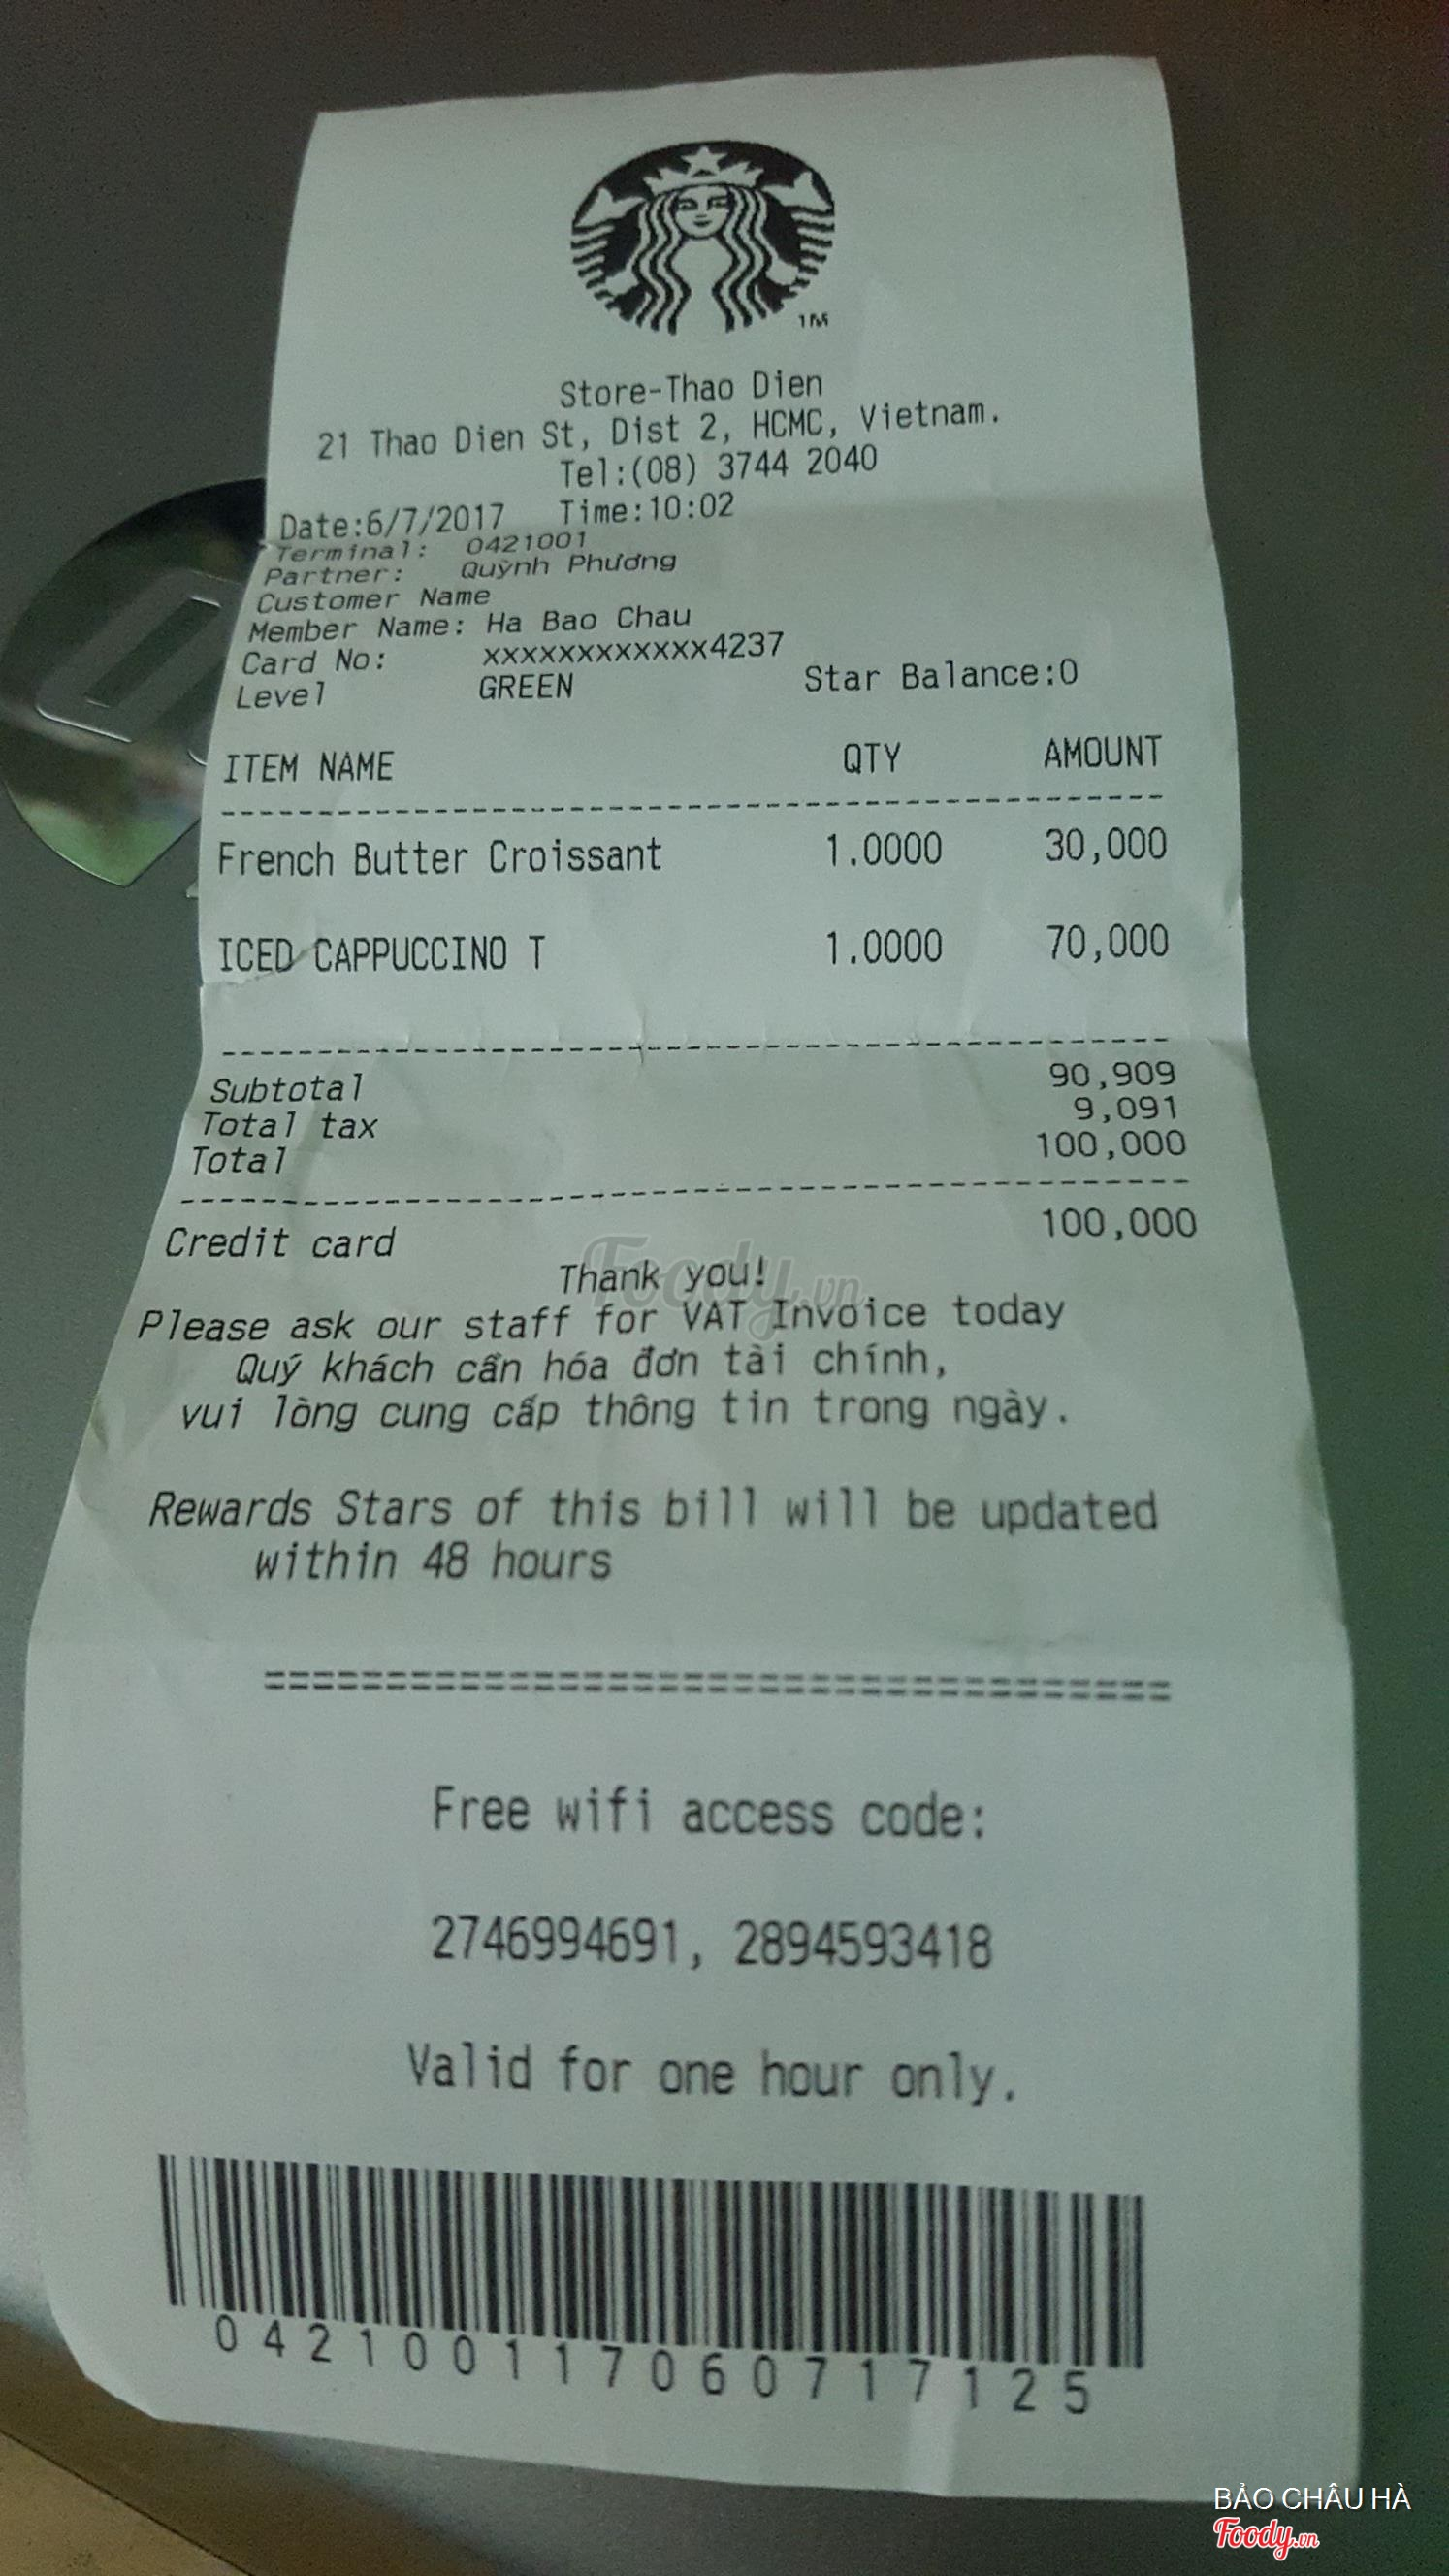 TM
Store-Thao Dien
21 Thao Dien St, Dist 2, HCMC, Vietnam.
Tel:(08) 3744 2040
Date:6/7/2017 Time:10:02
Terminal: 0421001
Partner: Quỳnh Phương
Customer Name
Member Name: Ha Bao Chau
Card No: xxxxxxxxxxxx4237
Level GREEN Star Balance:0
ITEM NAME QTY AMOUNT
French Butter Croissant 1.0000 30,000
ICED CAPPUCCINO T 1.0000 70,000
Subtotal 90,909
Total tax 9,091
Total 100,000
Credit card 100,000
Thank you!
Foody.vn
Please ask our staff for VAT Invoice today
Quý khách cần hóa đơn tài chính,
vui lòng cung cấp thông tin trong ngày.
Rewards Stars of this bill will be updated
within 48 hours
Free wifi access code:
2746994691, 2894593418
Valid for one hour only.
042100117060717125
BẢO CHÂU HÀ
Foody.vn